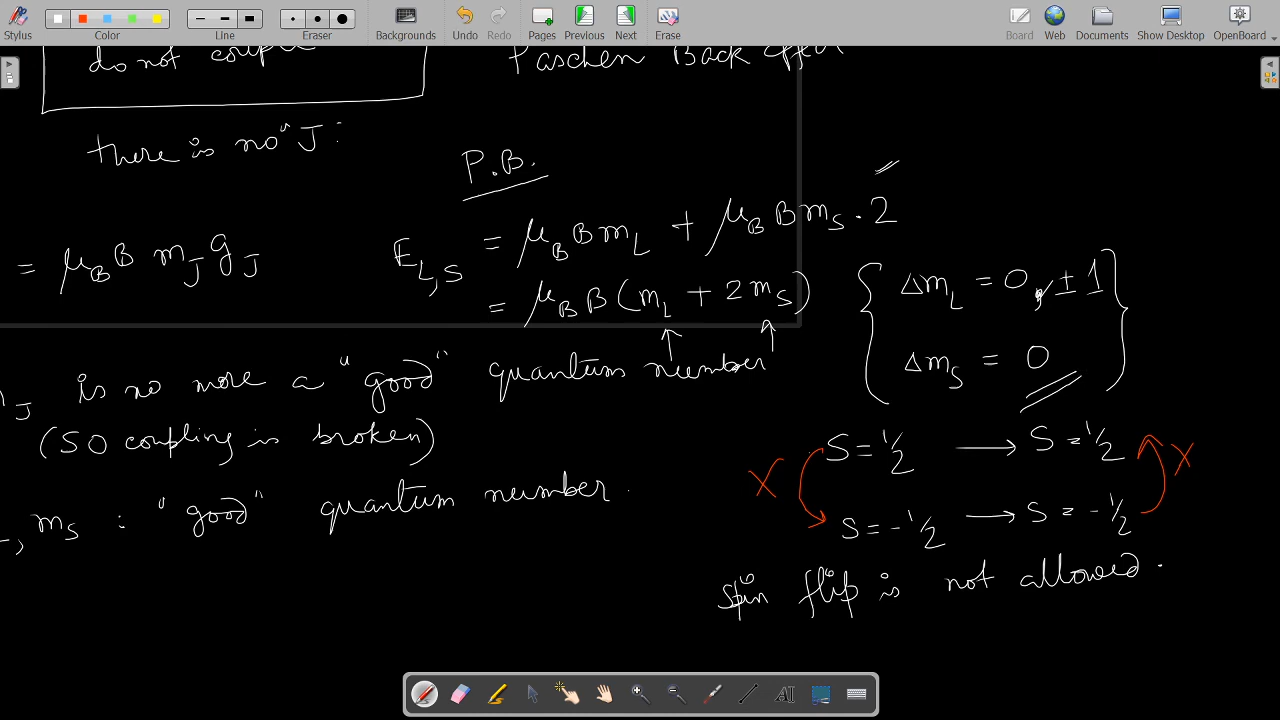 Stylus
Color
Line
Eraser
Backgrounds
Undo
Redo
Pages
Previous
Next
Erase
Board
Web
Documents
Show Desktop
OpenBoard
do not couple
Paschen Back effect
there is no "J:
P.B.
= μ_B B m_J g_J
E_{L,S} = μ_B B m_L + μ_B B m_S . 2
= μ_B B (m_L + 2 m_S)
Δm_L = 0, ±1
Δm_S = 0
m_J is no more a "good" quantum number
(SO coupling is broken)
, m_S : "good" quantum number.
S = 1/2 → S = 1/2
X X
S = -1/2 → S = -1/2
spin flip is not allowed.